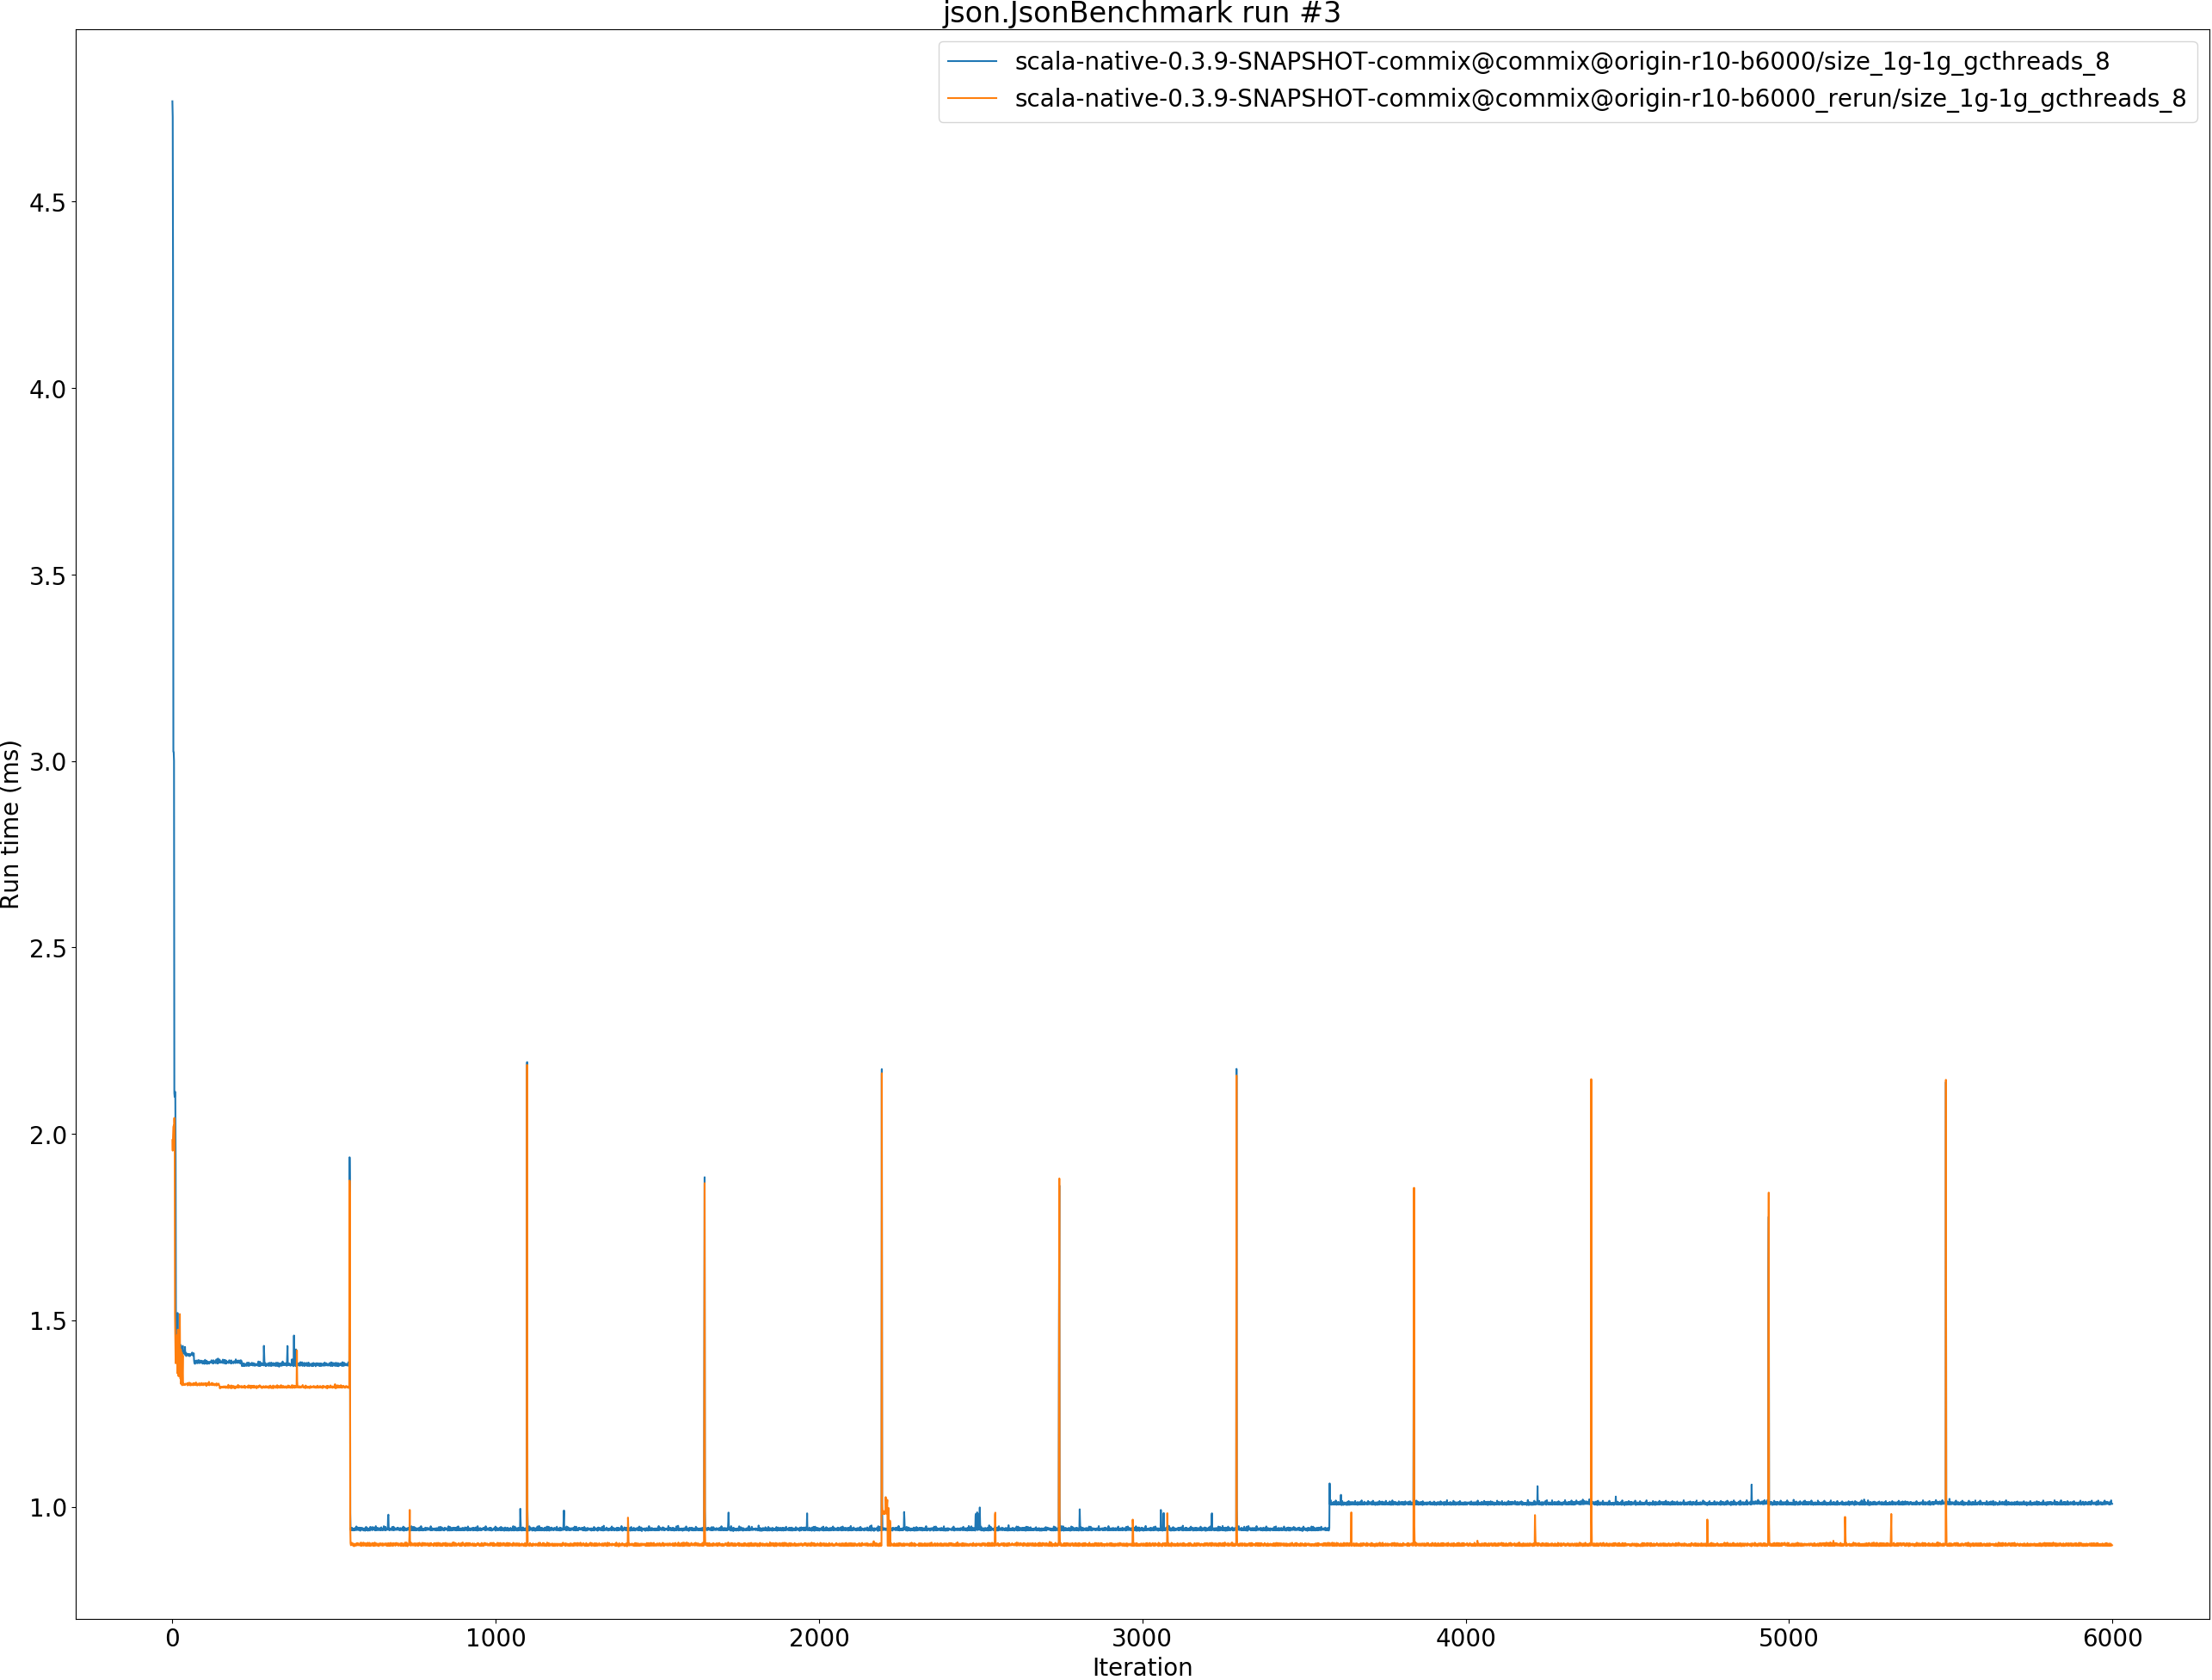 json.JsonBenchmark run #3
scala-native-0.3.9-SNAPSHOT-commix@commix@origin-r10-b6000/size_1g-1g_gcthreads_8
scala-native-0.3.9-SNAPSHOT-commix@commix@origin-r10-b6000_rerun/size_1g-1g_gcthreads_8
Run time (ms)
4.5
4.0
3.5
3.0
2.5
2.0
1.5
1.0
0 1000 2000 3000 4000 5000 6000
Iteration